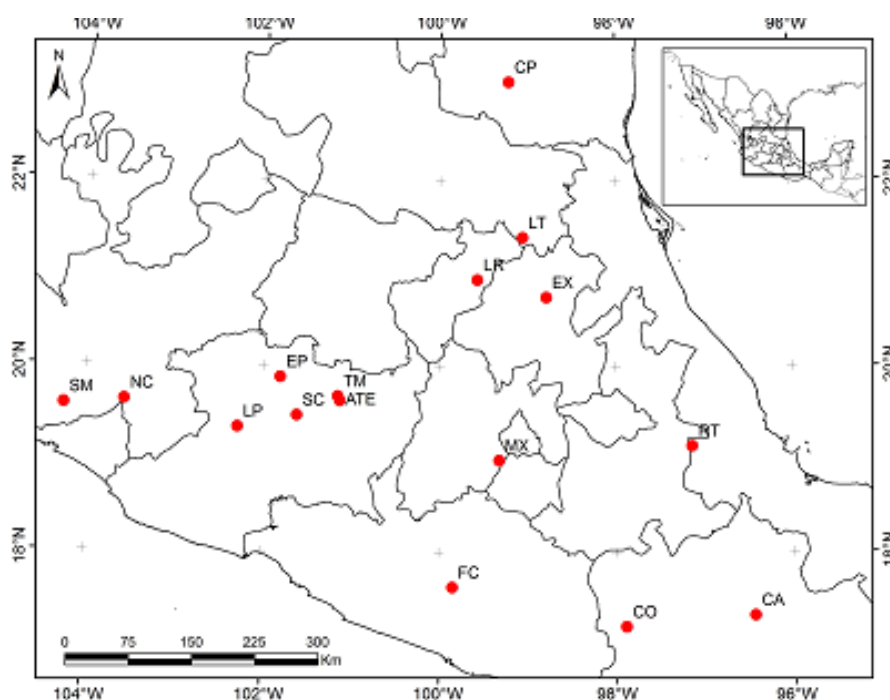 104°W 102°W 100°W 98°W 96°W
N
CP
22°N 22°N
LT
LR
EX
20°N 20°N
EP
SM NC TM
LP SC ATE
MX RT
18°N 18°N
FC
CO CA
0 75 150 225 300
Km
104°W 102°W 100°W 98°W 96°W